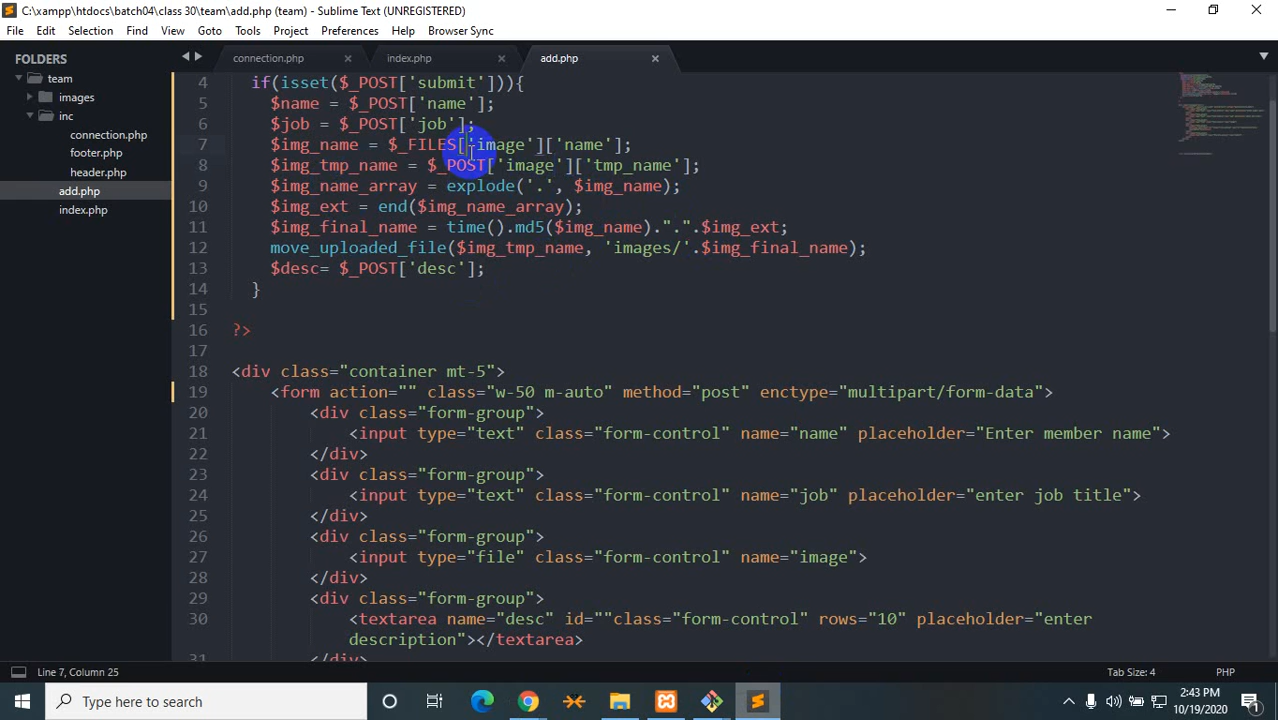 C:\xampp\htdocs\batch04\class 30\team\add.php (team) - Sublime Text (UNREGISTERED)
File Edit Selection Find View Goto Tools Project Preferences Help Browser Sync
FOLDERS
team
images
inc
connection.php
footer.php
header.php
add.php
index.php
connection.php index.php add.php
4 if(isset($_POST['submit'])){
5 $name = $_POST['name'];
6 $job = $_POST['job'];
7 $img_name = $_FILES['image']['name'];
8 $img_tmp_name = $_POST['image']['tmp_name'];
9 $img_name_array = explode('.', $img_name);
10 $img_ext = end($img_name_array);
11 $img_final_name = time().md5($img_name).".".$img_ext;
12 move_uploaded_file($img_tmp_name, 'images/'.$img_final_name);
13 $desc= $_POST['desc'];
14 }
15
16 ?>
17
18 <div class="container mt-5">
19 <form action="" class="w-50 m-auto" method="post" enctype="multipart/form-data">
20 <div class="form-group">
21 <input type="text" class="form-control" name="name" placeholder="Enter member name">
22 </div>
23 <div class="form-group">
24 <input type="text" class="form-control" name="job" placeholder="enter job title">
25 </div>
26 <div class="form-group">
27 <input type="file" class="form-control" name="image">
28 </div>
29 <div class="form-group">
30 <textarea name="desc" id=""class="form-control" rows="10" placeholder="enter
description"></textarea>
31 </div>
Line 7, Column 25 Tab Size: 4 PHP
Type here to search
2:43 PM
10/19/2020
1